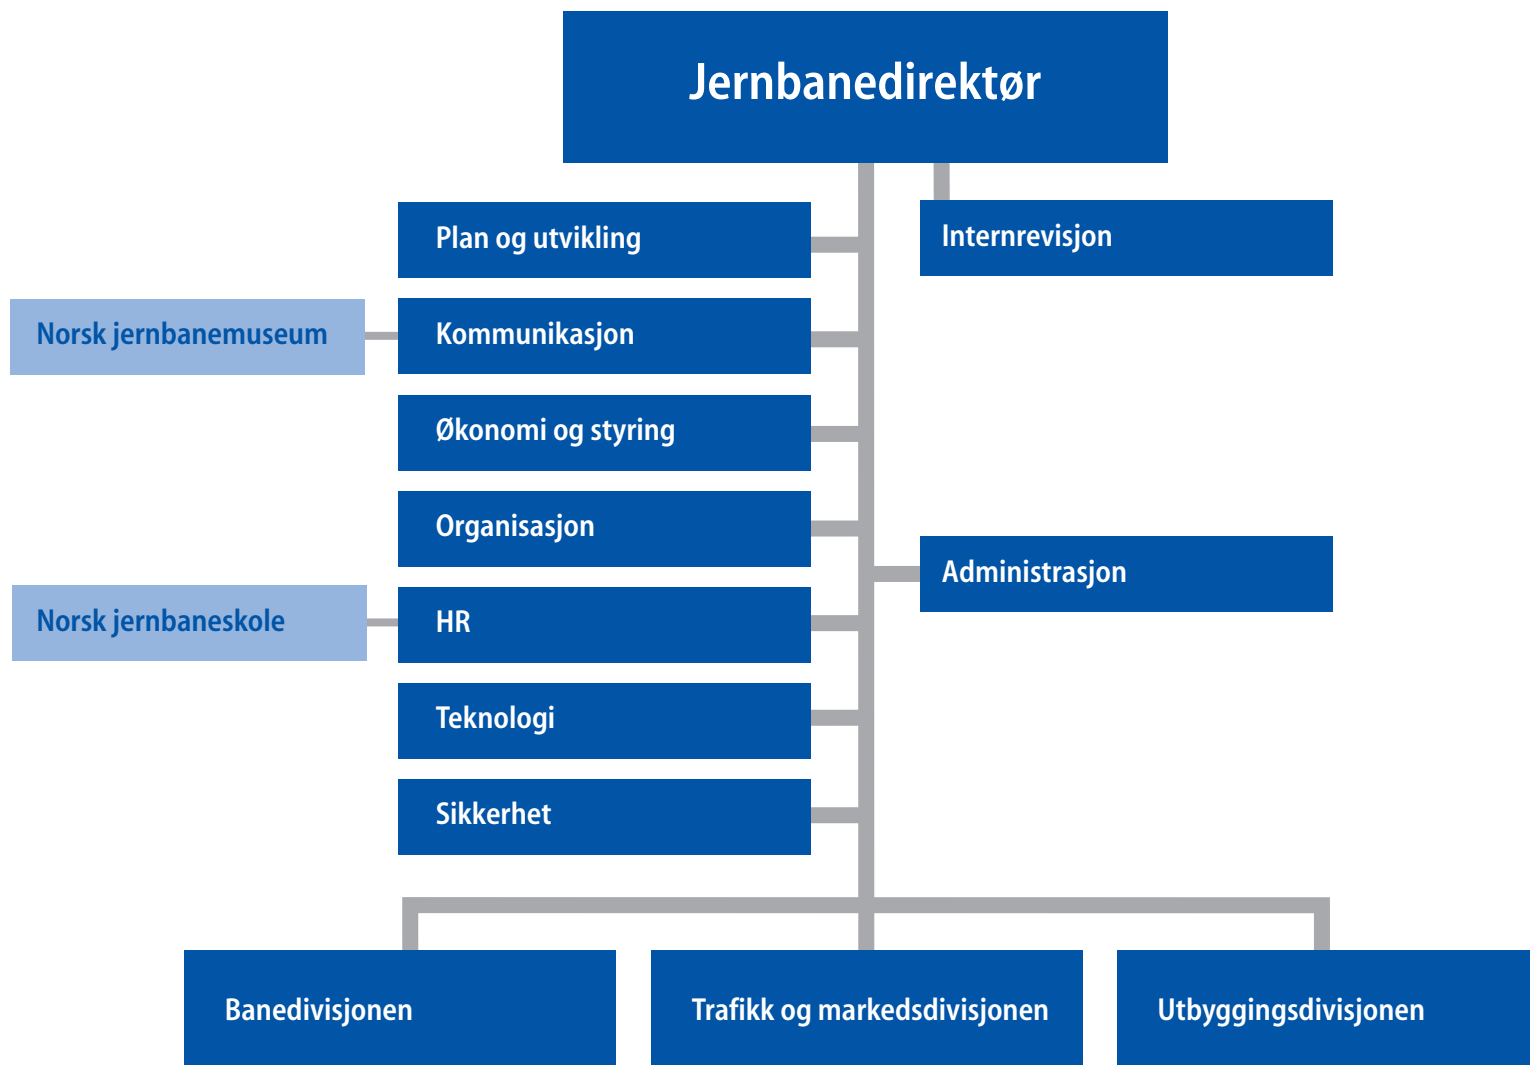 Jernbanedirektør
Plan og utvikling
Internrevisjon
Norsk jernbanemuseum
Kommunikasjon
Økonomi og styring
Organisasjon
Administrasjon
Norsk jernbaneskole
HR
Teknologi
Sikkerhet
Banedivisjonen
Trafikk og markedsdivisjonen
Utbyggingsdivisjonen